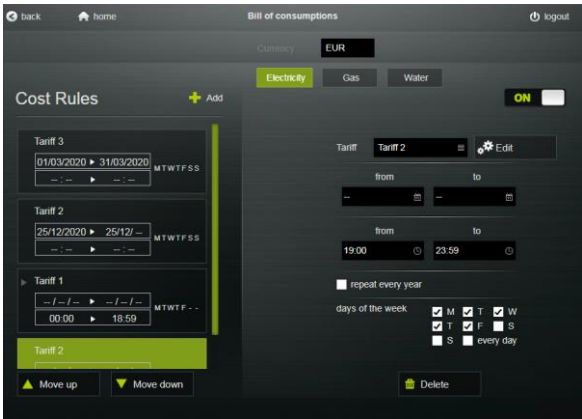 back home Bill of consumptions logout
Currency EUR
Electricity Gas Water
Cost Rules Add
ON
Tariff 3
01/03/2020 ▸ 31/03/2020
-- : -- ▸ -- : --
MTWTFSS
Tariff 2
25/12/2020 ▸ 25/12/ --
-- : -- ▸ -- : --
MTWTFSS
Tariff 1
-- / -- / -- ▸ -- / -- / --
00:00 ▸ 18:59
MTWTF - -
Tariff 2
Move up Move down
Tariff Tariff 2 Edit
from to
-- --
from to
19:00 23:59
repeat every year
days of the week M T W
T F S
S every day
Delete